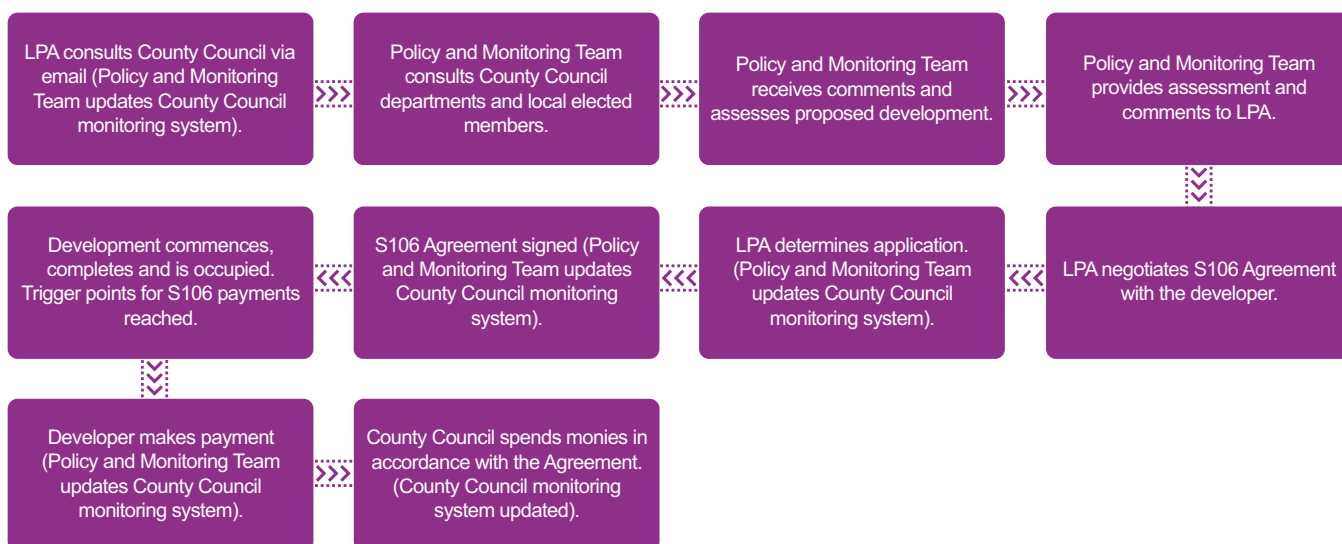 LPA consults County Council via
email (Policy and Monitoring
Team updates County Council
monitoring system).
Policy and Monitoring Team
consults County Council
departments and local elected
members.
Policy and Monitoring Team
receives comments and
assesses proposed development.
Policy and Monitoring Team
provides assessment and
comments to LPA.
LPA negotiates S106 Agreement
with the developer.
LPA determines application.
(Policy and Monitoring Team
updates County Council
monitoring system).
S106 Agreement signed (Policy
and Monitoring Team updates
County Council monitoring
system).
Development commences,
completes and is occupied.
Trigger points for S106 payments
reached.
Developer makes payment
(Policy and Monitoring Team
updates County Council
monitoring system).
County Council spends monies in
accordance with the Agreement.
(County Council monitoring
system updated).